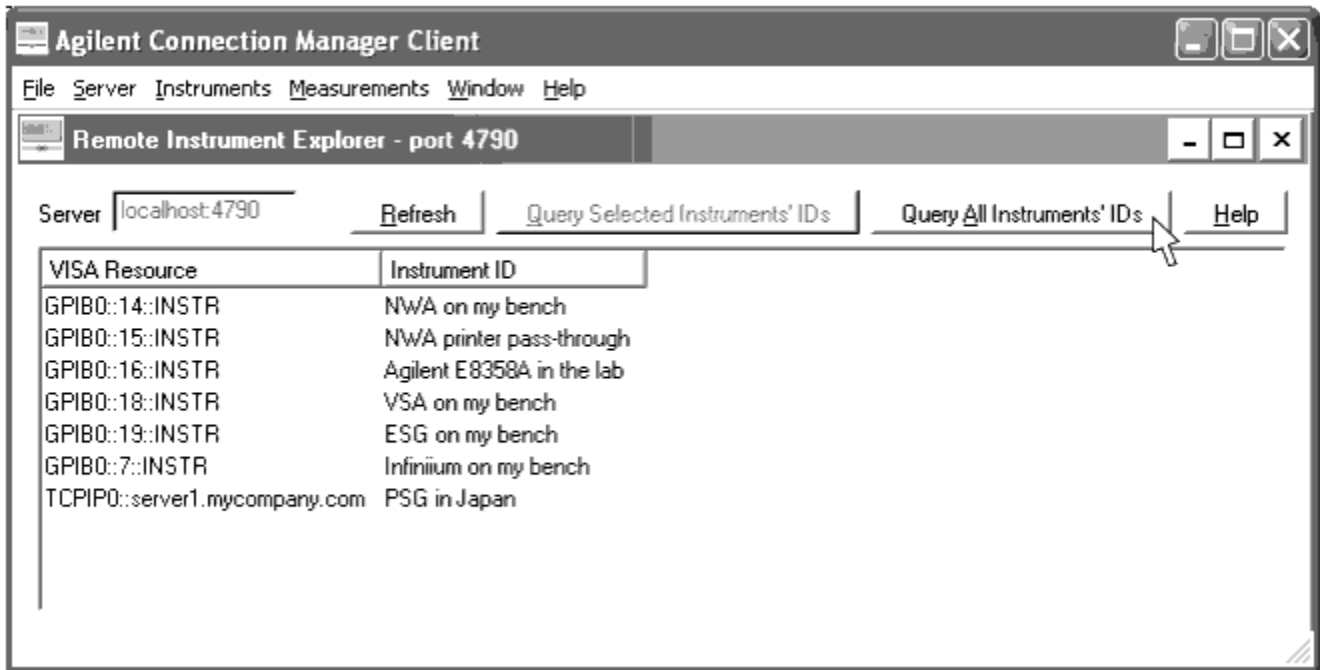 Agilent Connection Manager Client
File Server Instruments Measurements Window Help
Remote Instrument Explorer - port 4790
Server localhost:4790 Refresh Query Selected Instruments' IDs Query All Instruments' IDs Help
VISA Resource Instrument ID
GPIB0::14::INSTR NWA on my bench
GPIB0::15::INSTR NWA printer pass-through
GPIB0::16::INSTR Agilent E8358A in the lab
GPIB0::18::INSTR VSA on my bench
GPIB0::19::INSTR ESG on my bench
GPIB0::7::INSTR Infiniium on my bench
TCPIP0::server1.mycompany.com PSG in Japan